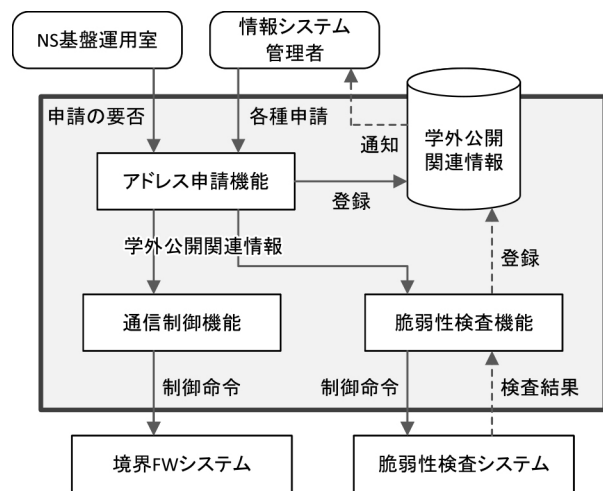 NS基盤運用室
情報システム
管理者
申請の要否
各種申請
通知
学外公開
関連情報
アドレス申請機能
登録
学外公開関連情報
登録
通信制御機能
脆弱性検査機能
制御命令
制御命令
検査結果
境界FWシステム
脆弱性検査システム